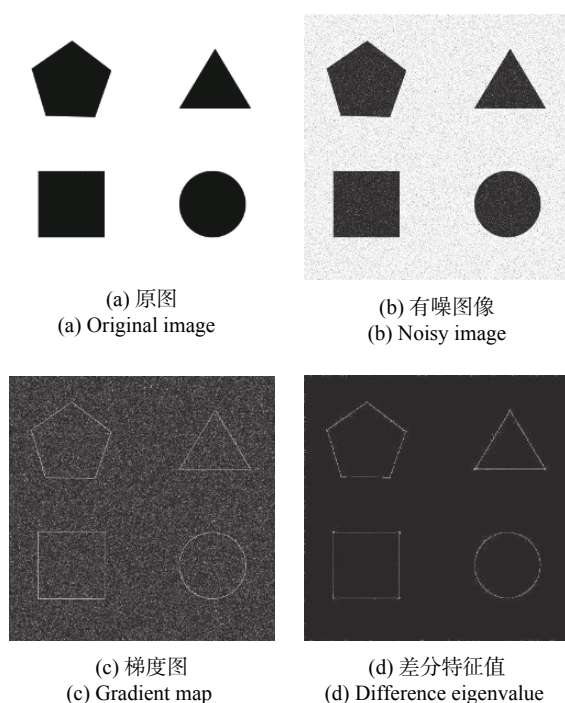 (a) 原图
(a) Original image
(b) 有噪图像
(b) Noisy image
(c) 梯度图
(c) Gradient map
(d) 差分特征值
(d) Difference eigenvalue